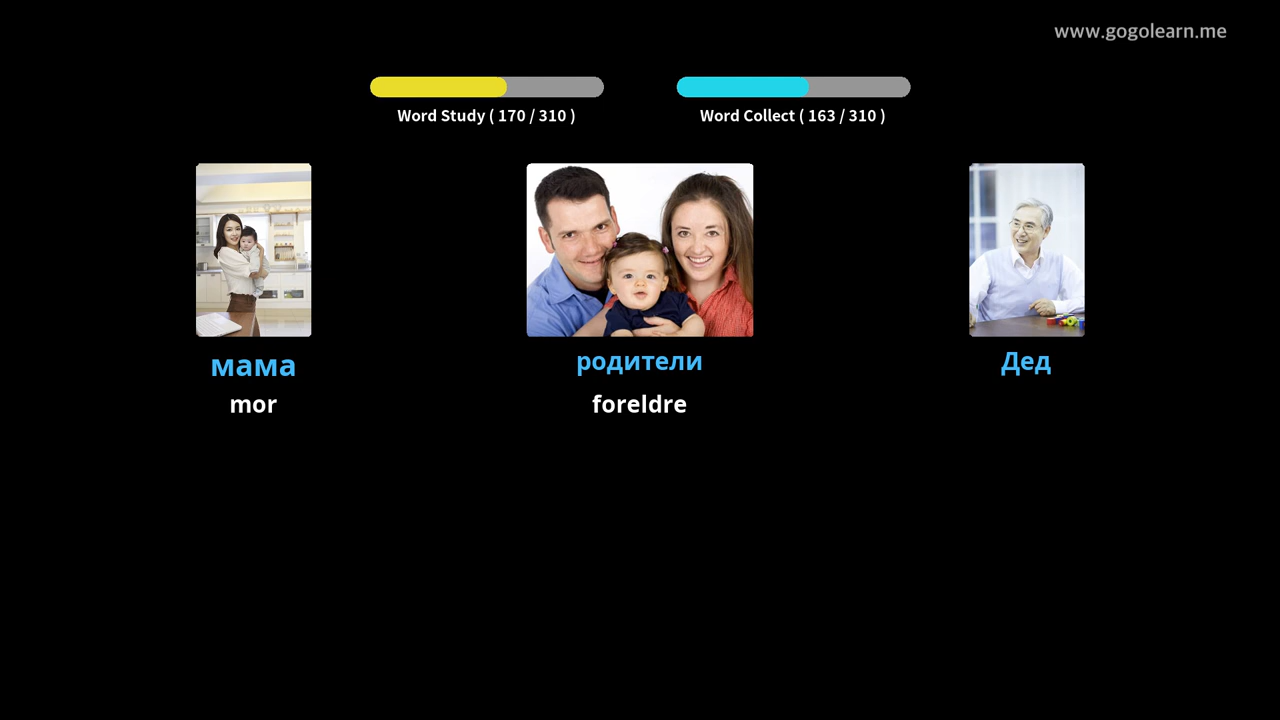 www.gogolearn.me
Word Study ( 170 / 310 )
Word Collect ( 163 / 310 )
мама
родители
Дед
mor
foreldre